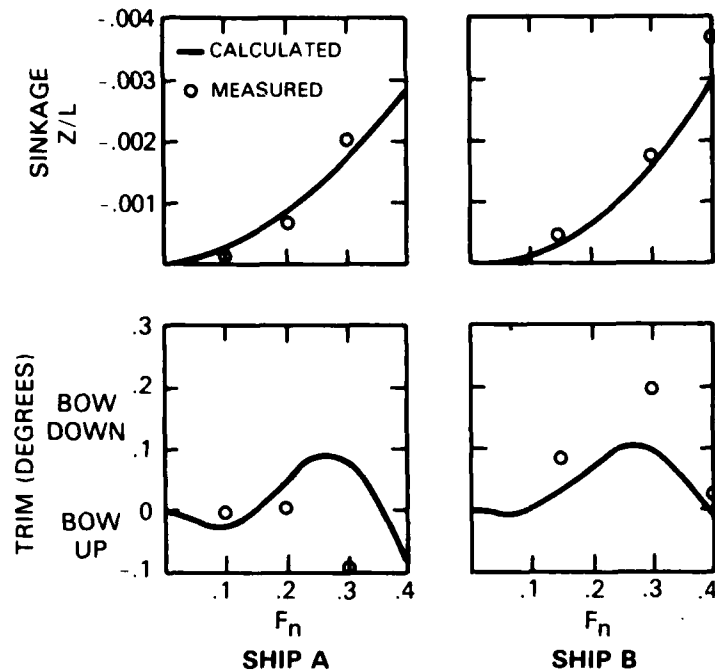 -.004
-.003
-.002
-.001
SINKAGE
Z/L
CALCULATED
MEASURED
.3
.2
.1
0
-.1
TRIM (DEGREES)
BOW
DOWN
BOW
UP
.1 .2 .3 .4
.1 .2 .3 .4
Fn
Fn
SHIP A
SHIP B